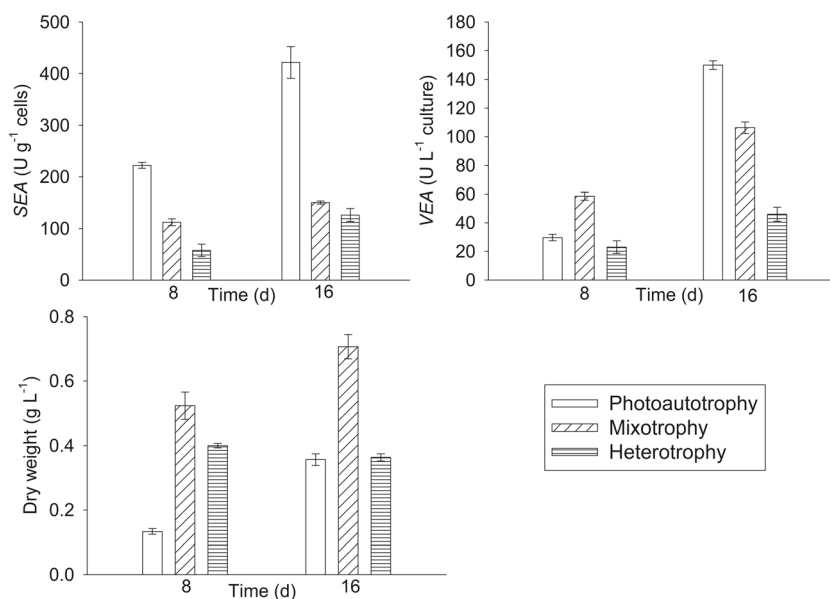 500
400
300
200
100
0
SEA (U g⁻¹ cells)
8 Time (d) 16
180
160
140
120
100
80
60
40
20
0
VEA (U L⁻¹ culture)
8 Time (d) 16
0.8
0.6
0.4
0.2
0.0
Dry weight (g L⁻¹)
8 Time (d) 16
Photoautotrophy
Mixotrophy
Heterotrophy